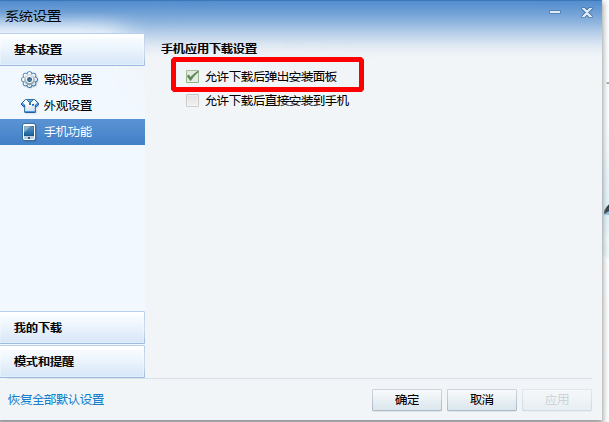 系统设置
基本设置
常规设置
外观设置
手机功能
我的下载
模式和提醒
恢复全部默认设置
手机应用下载设置
允许下载后弹出安装面板
允许下载后直接安装到手机
确定
取消
应用